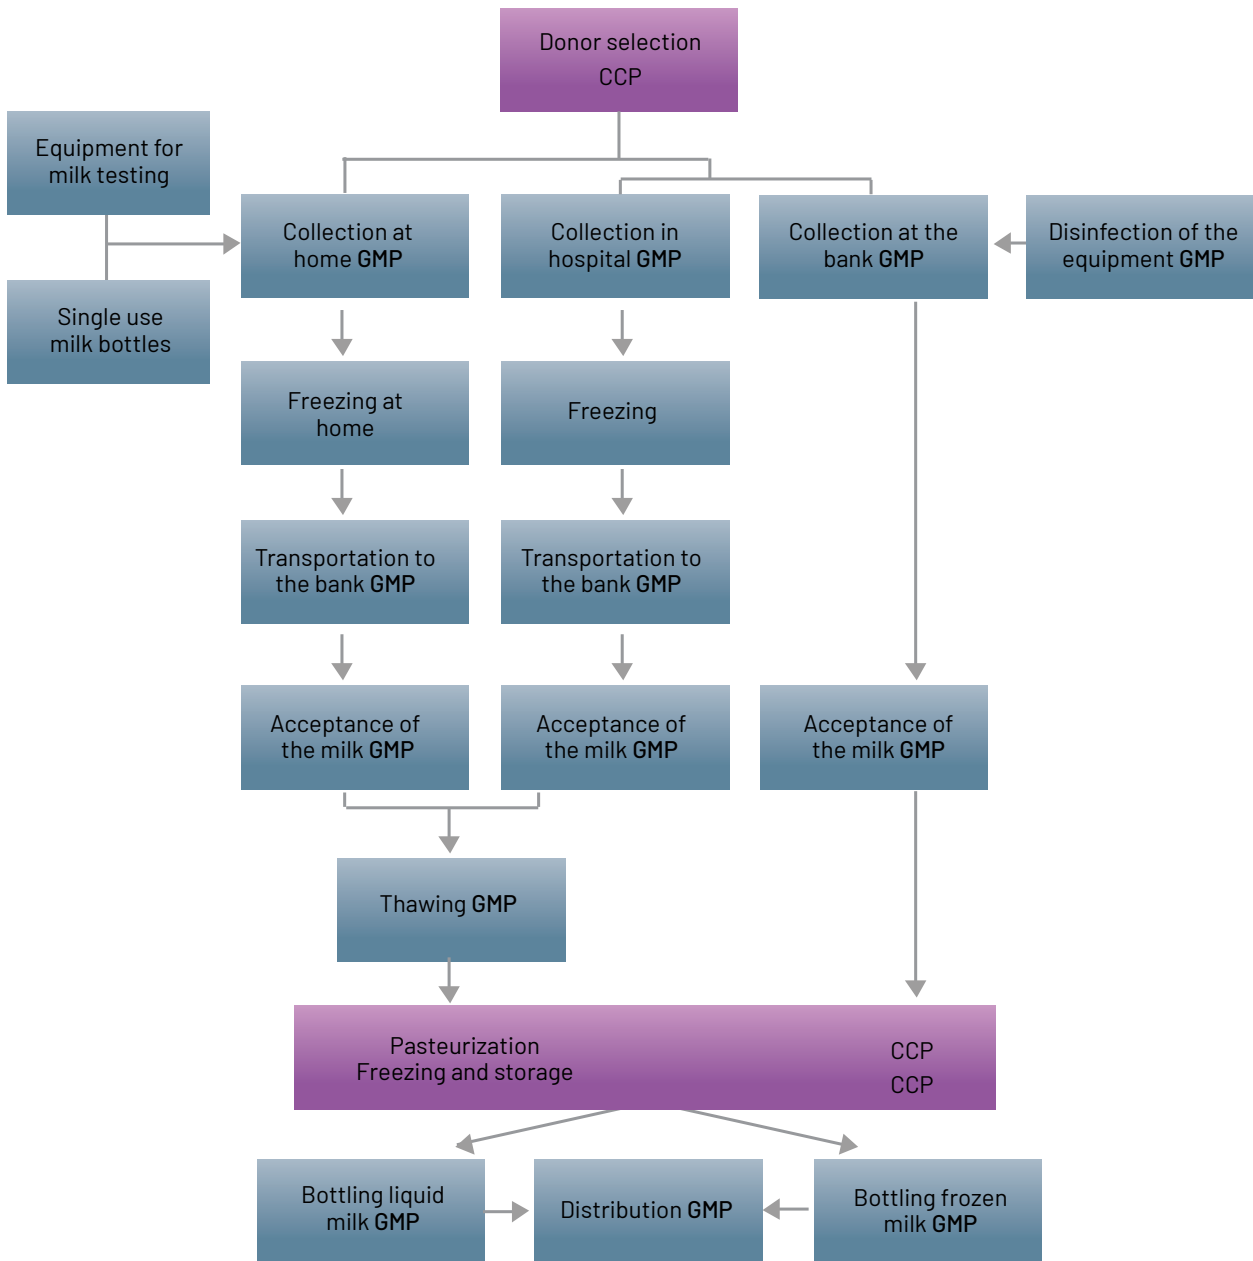 Donor selection
CCP
Equipment for
milk testing
Single use
milk bottles
Collection at
home GMP
Collection in
hospital GMP
Collection at the
bank GMP
Disinfection of the
equipment GMP
Freezing at
home
Freezing
Transportation to
the bank GMP
Transportation to
the bank GMP
Acceptance of
the milk GMP
Acceptance of
the milk GMP
Acceptance of
the milk GMP
Thawing GMP
Pasteurization
Freezing and storage
CCP
CCP
Bottling liquid
milk GMP
Distribution GMP
Bottling frozen
milk GMP